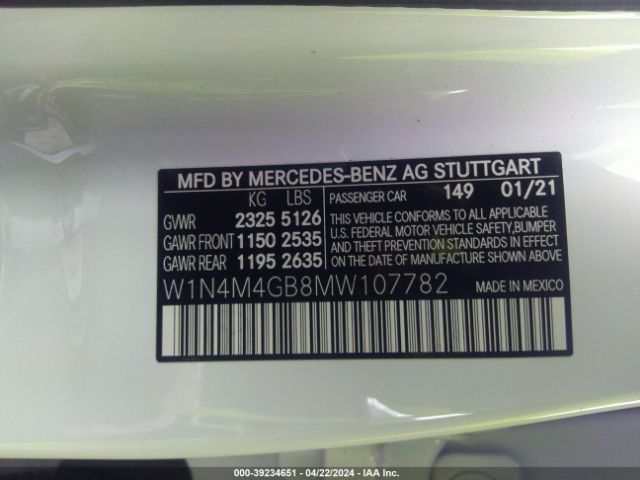 MFD BY MERCEDES-BENZ AG STUTTGART
KG LBS
GVWR 2325 5126
GAWR FRONT 1150 2535
GAWR REAR 1195 2635
PASSENGER CAR 149 01/21
THIS VEHICLE CONFORMS TO ALL APPLICABLE
U.S. FEDERAL MOTOR VEHICLE SAFETY,BUMPER
AND THEFT PREVENTION STANDARDS IN EFFECT
ON DATE OF MANUFACTURE SHOWN ABOVE.
W1N4M4GB8MW107782
MADE IN MEXICO
000-39234651 - 04/22/2024 - IAA Inc.